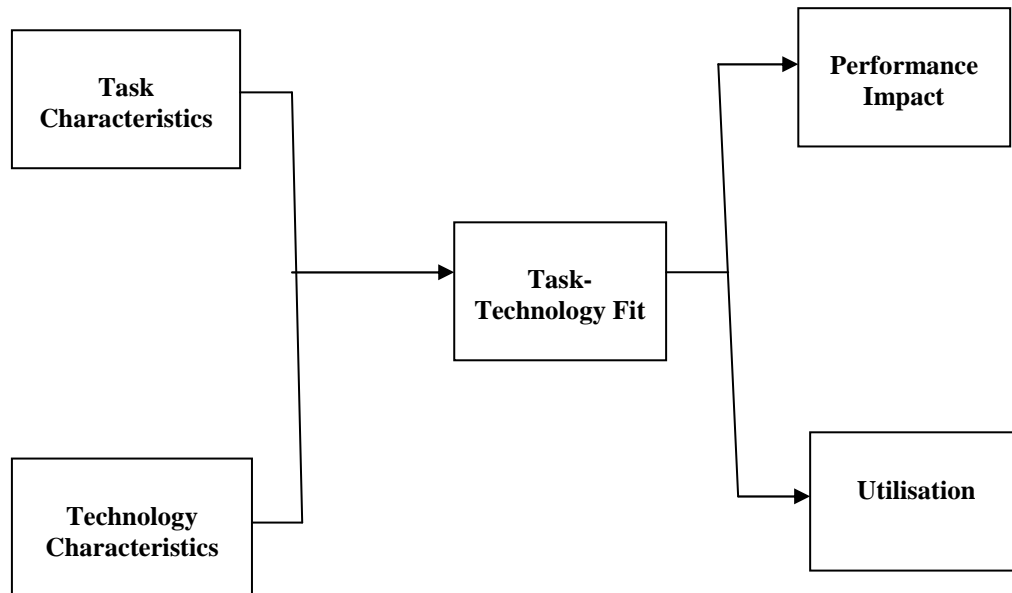 Task
Characteristics
Performance
Impact
Task-
Technology Fit
Technology
Characteristics
Utilisation